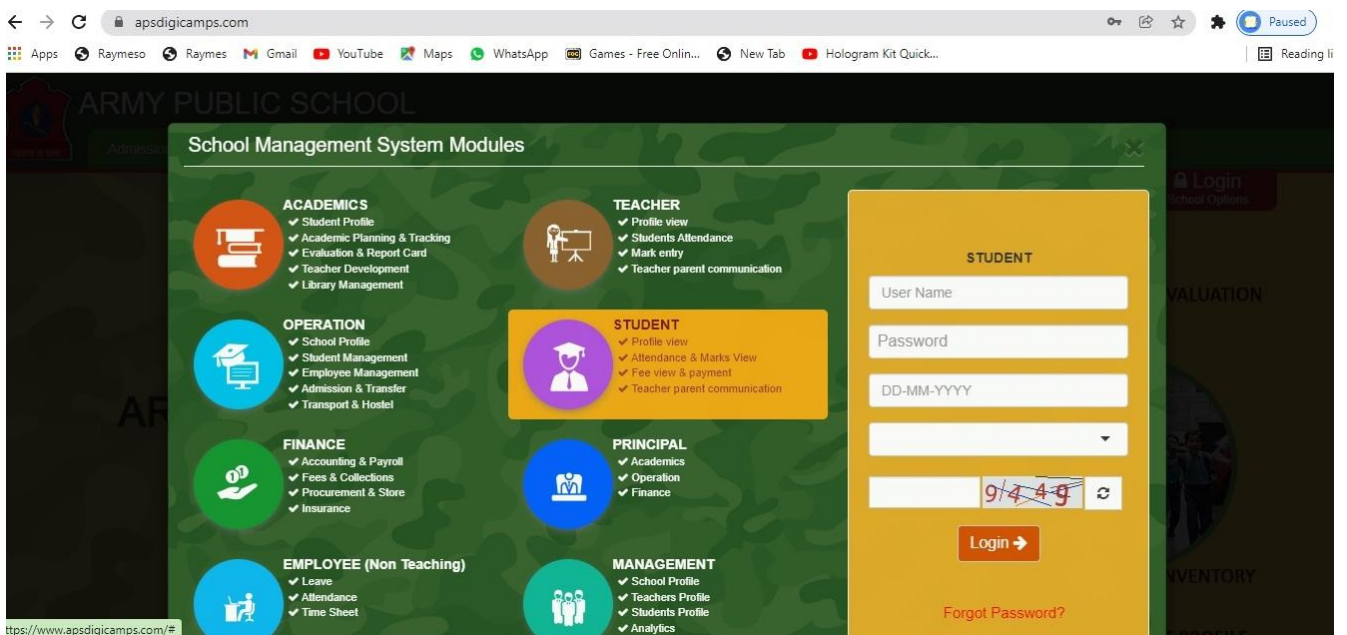 apsdigicamps.com
Paused
Apps
Raymeso
Raymes
Gmail
YouTube
Maps
WhatsApp
Games - Free Onlin...
New Tab
Hologram Kit Quick...
Reading li
ARMY PUBLIC SCHOOL
Admission
School Management System Modules
Login
School Options
ACADEMICS
Student Profile
Academic Planning & Tracking
Evaluation & Report Card
Teacher Development
Library Management
TEACHER
Profile view
Students Attendance
Mark entry
Teacher parent communication
OPERATION
School Profile
Student Management
Employee Management
Admission & Transfer
Transport & Hostel
STUDENT
Profile view
Attendance & Marks View
Fee view & payment
Teacher parent communication
FINANCE
Accounting & Payroll
Fees & Collections
Procurement & Store
Insurance
PRINCIPAL
Academics
Operation
Finance
EMPLOYEE (Non Teaching)
Leave
Attendance
Time Sheet
MANAGEMENT
School Profile
Teachers Profile
Students Profile
Analytics
STUDENT
User Name
Password
DD-MM-YYYY
9449
Login
Forgot Password?
VALUATION
AR
NVENTORY
ttps://www.apsdigicamps.com/#